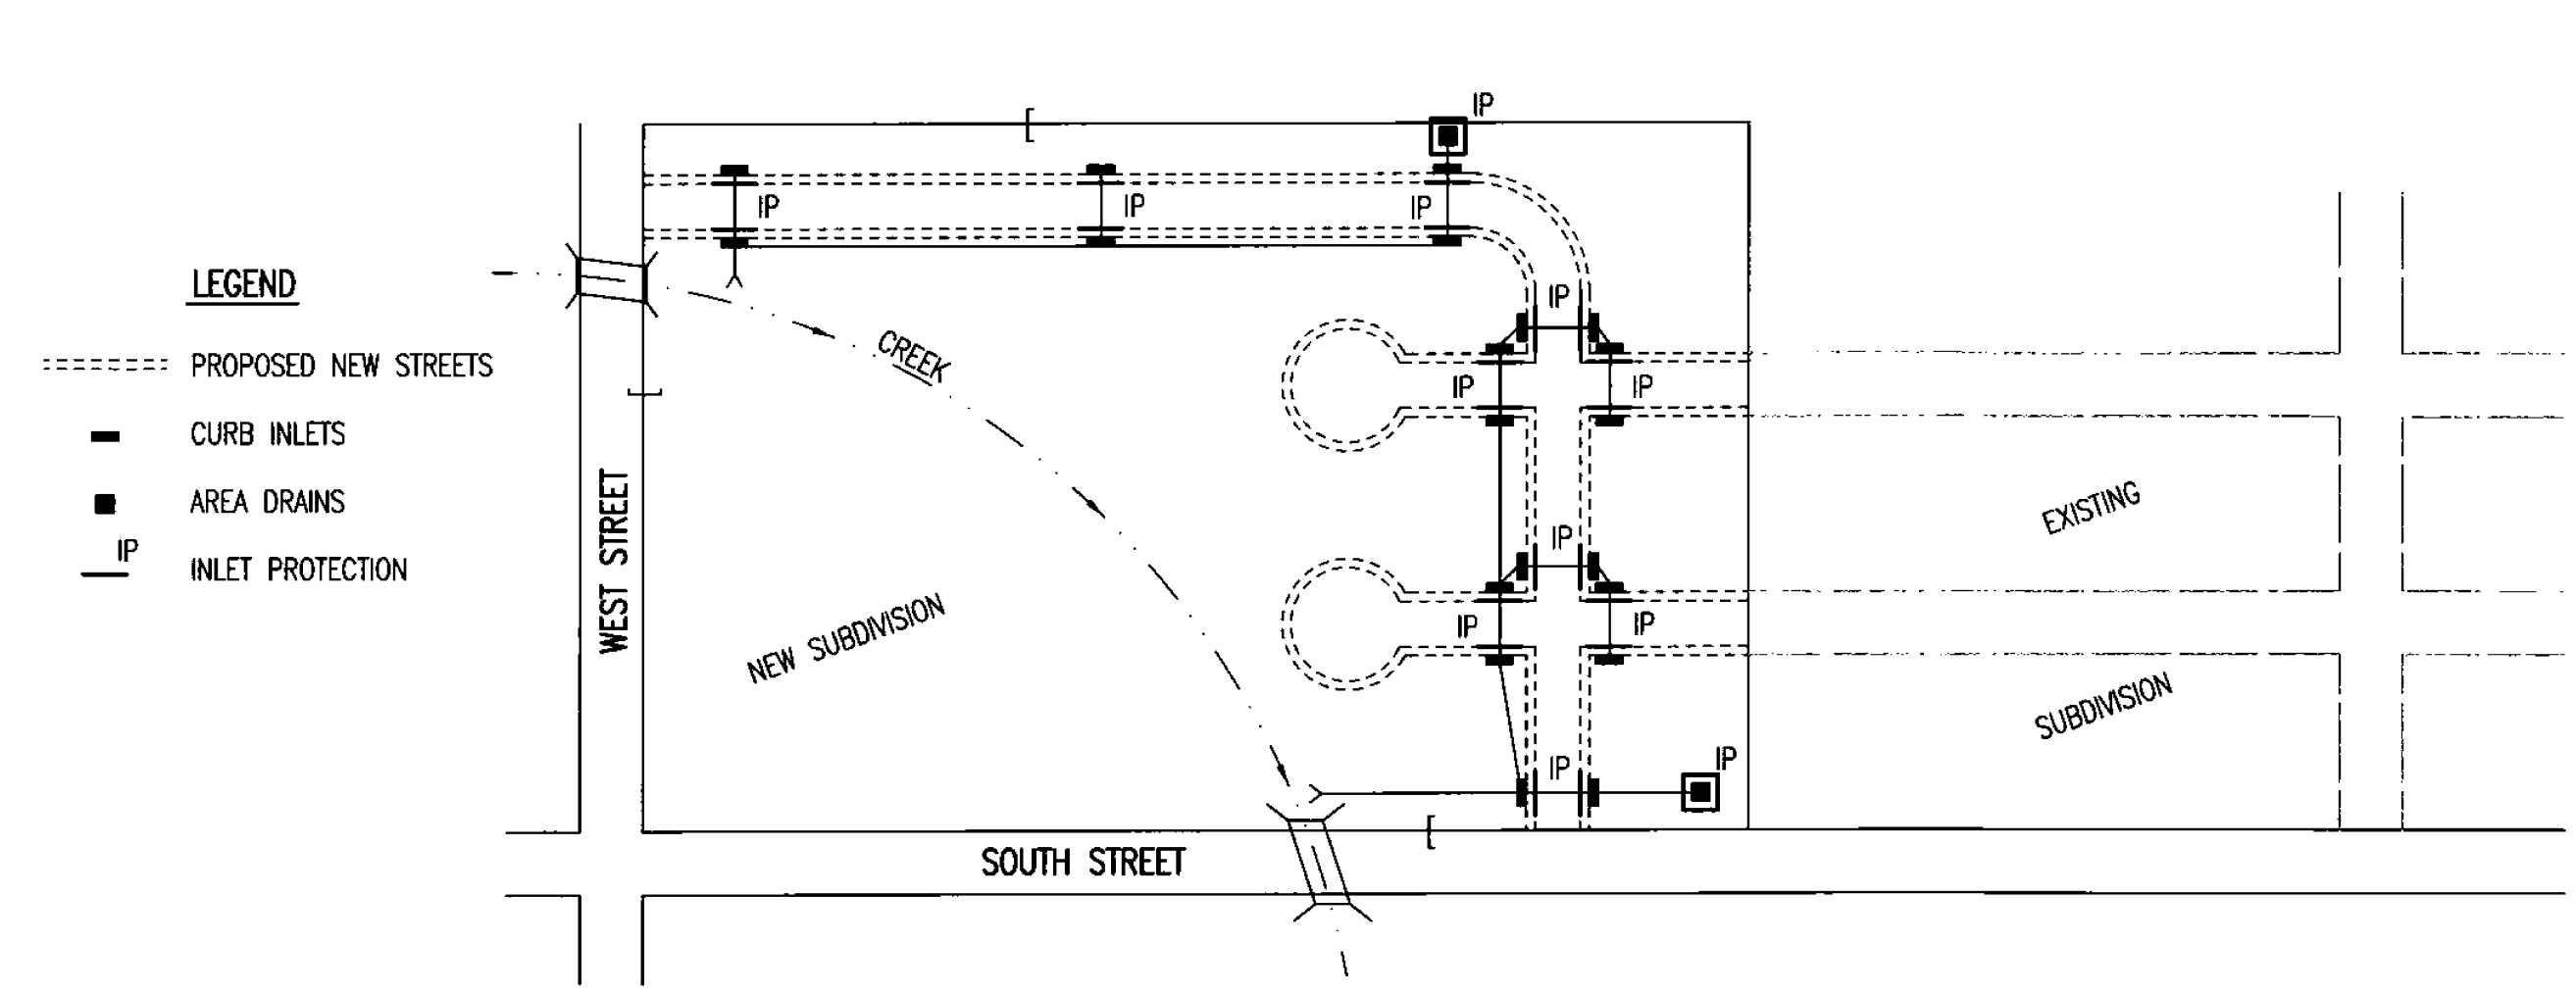 LEGEND
PROPOSED NEW STREETS
CURB INLETS
AREA DRAINS
IP
INLET PROTECTION
WEST STREET
IP
IP
IP
IP
IP
CREEK
IP
IP
EXISTING
IP
NEW SUBDIVISION
IP
IP
SUBDIVISION
IP
IP
SOUTH STREET